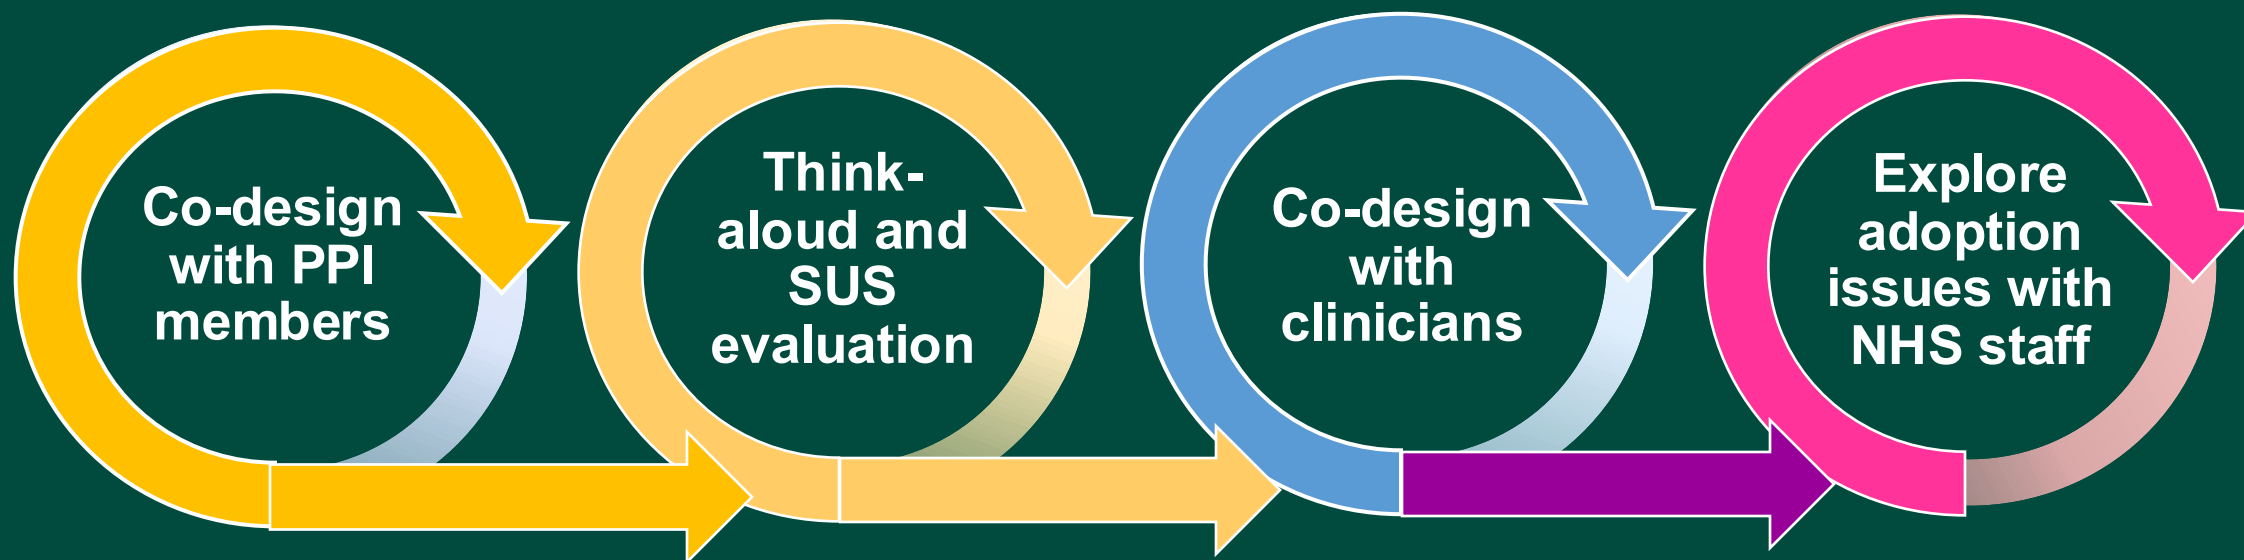 Co-design
with PPI
members
Think-
aloud and
SUS
evaluation
Co-design
with
clinicians
Explore
adoption
issues with
NHS staff